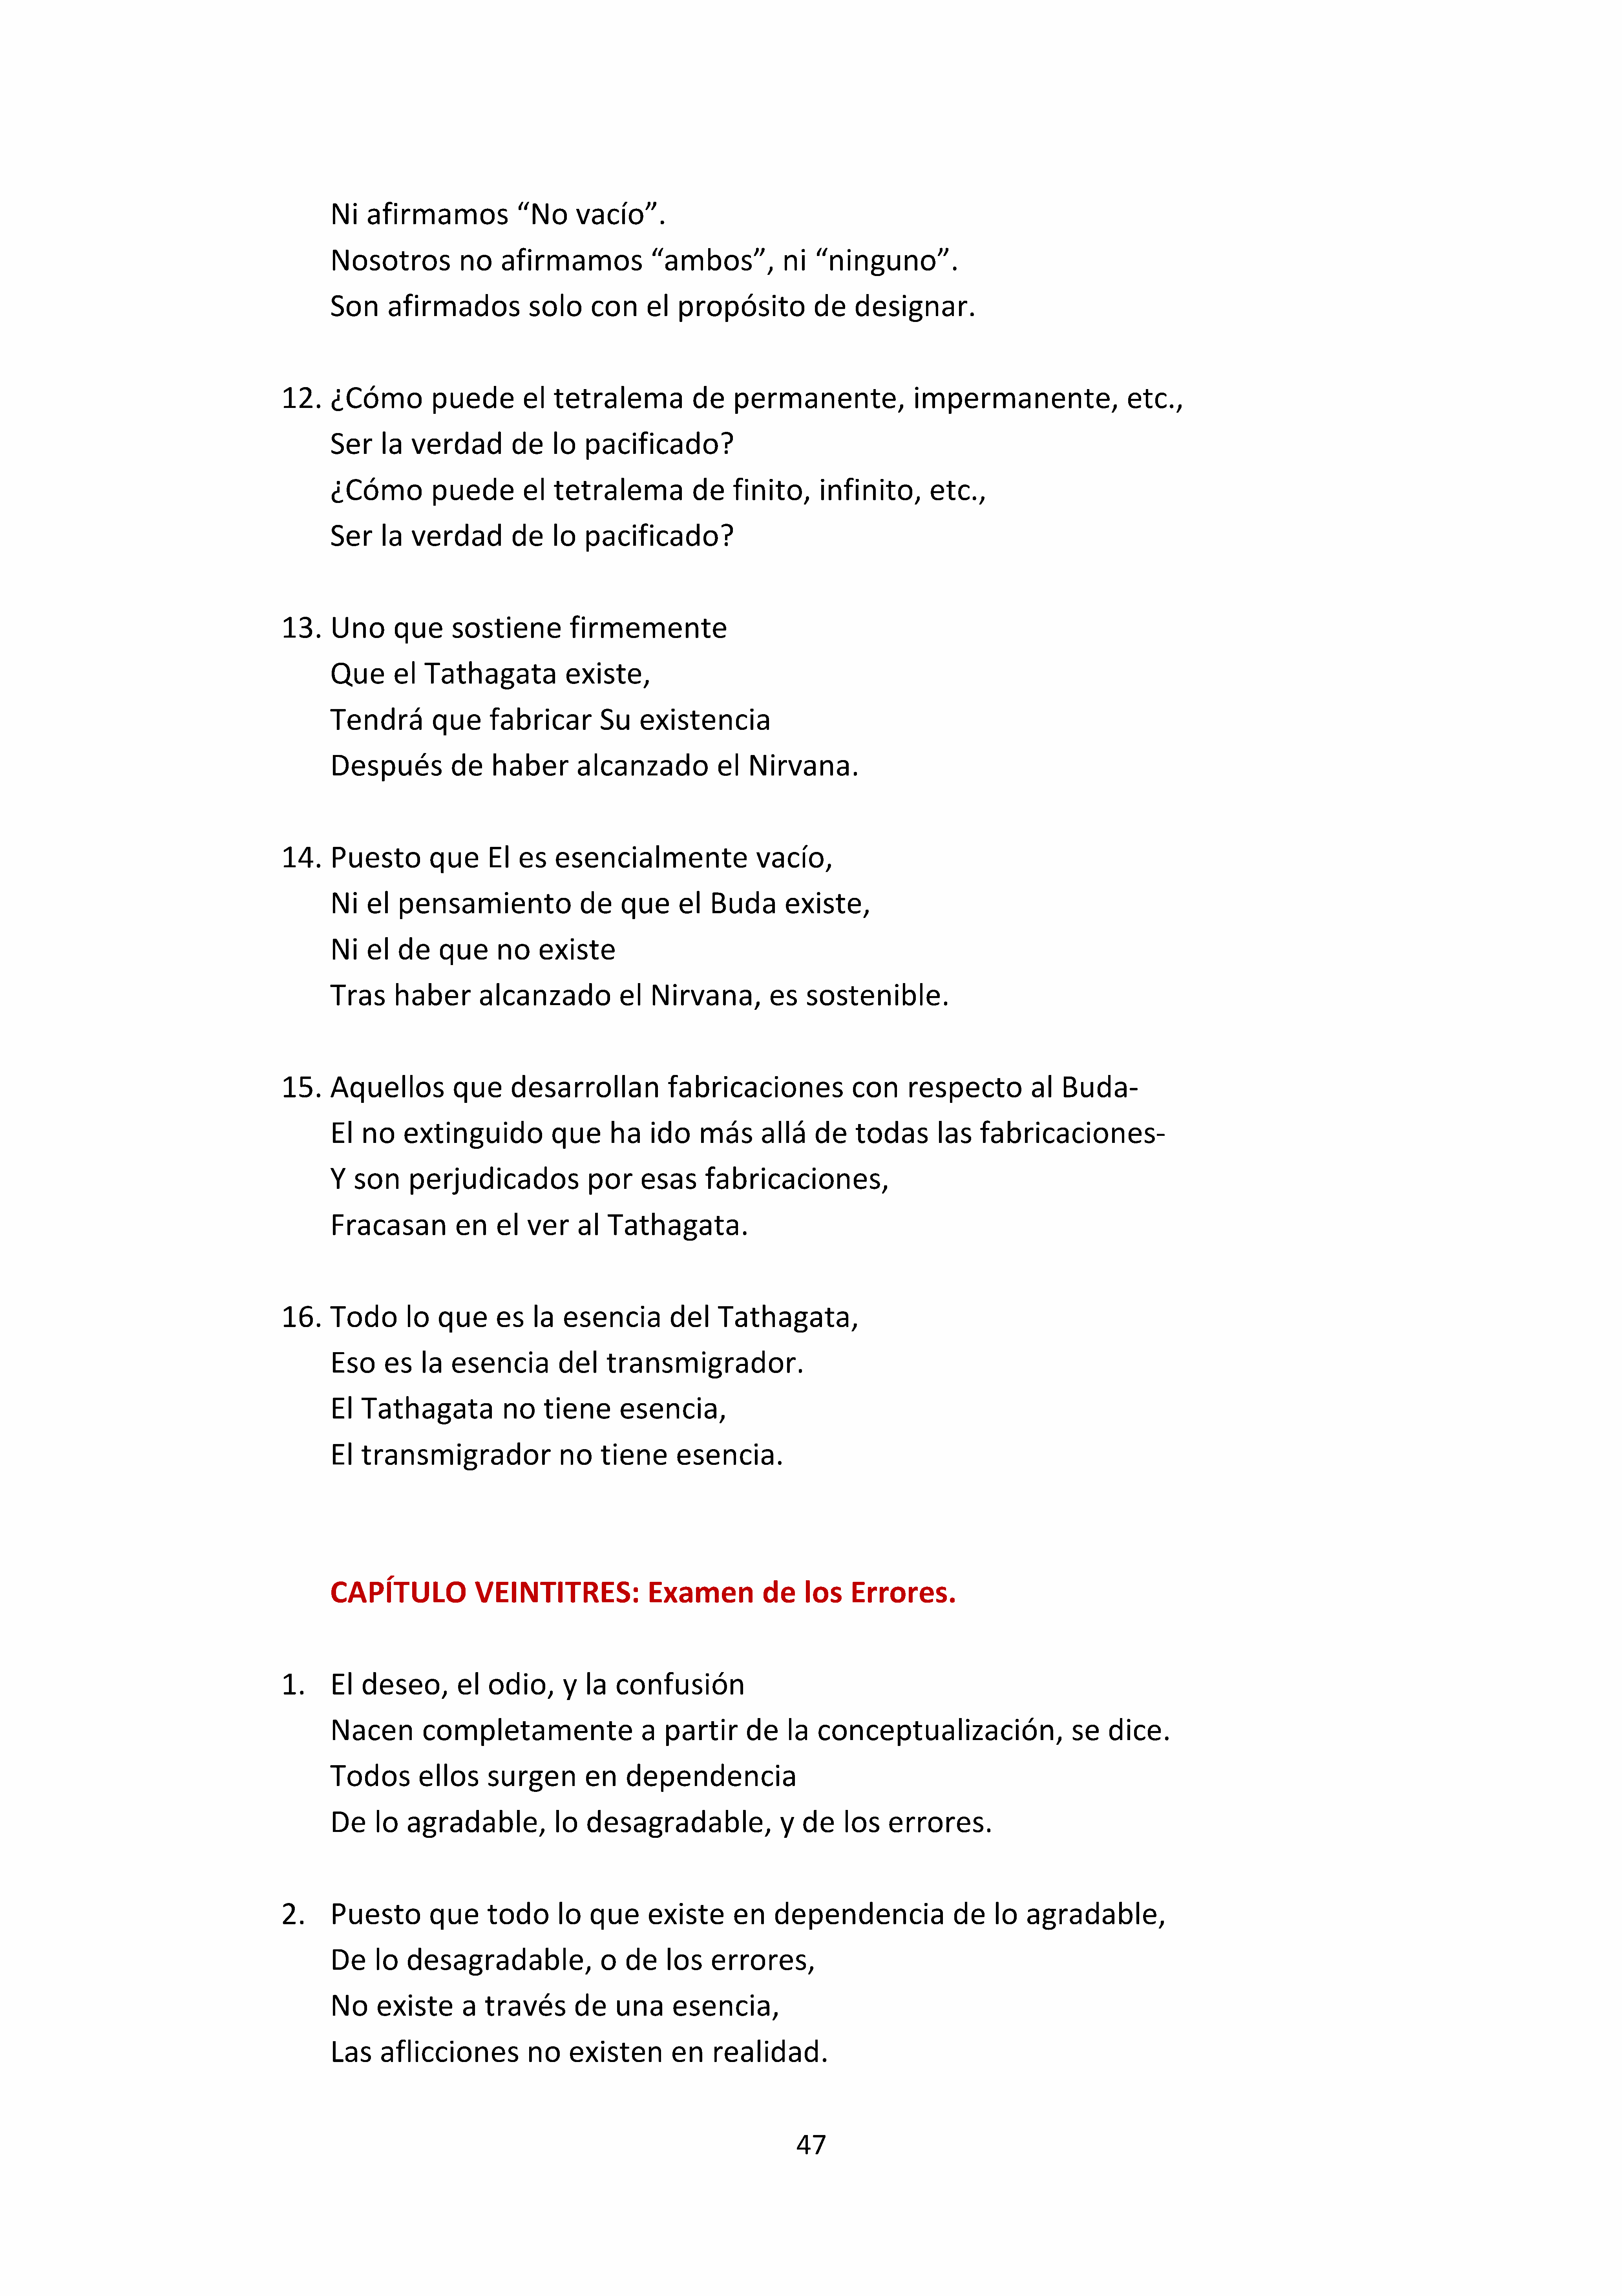 Ni afirmamos “No vacío”.
Nosotros no afirmamos “ambos”, ni “ninguno”.
Son afirmados solo con el propósito de designar.
12. ¿Cómo puede el tetralema de permanente, impermanente, etc.,
Ser la verdad de lo pacificado?
¿Cómo puede el tetralema de finito, infinito, etc.,
Ser la verdad de lo pacificado?
13. Uno que sostiene firmemente
Que el Tathagata existe,
Tendrá que fabricar Su existencia
Después de haber alcanzado el Nirvana.
14. Puesto que El es esencialmente vacío,
Ni el pensamiento de que el Buda existe,
Ni el de que no existe
Tras haber alcanzado el Nirvana, es sostenible.
15. Aquellos que desarrollan fabricaciones con respecto al Buda-
El no extinguido que ha ido más allá de todas las fabricaciones-
Y son perjudicados por esas fabricaciones,
Fracasan en el ver al Tathagata.
16. Todo lo que es la esencia del Tathagata,
Eso es la esencia del transmigrador.
El Tathagata no tiene esencia,
El transmigrador no tiene esencia.
CAPÍTULO VEINTITRES: Examen de los Errores.
1. El deseo, el odio, y la confusión
Nacen completamente a partir de la conceptualización, se dice.
Todos ellos surgen en dependencia
De lo agradable, lo desagradable, y de los errores.
2. Puesto que todo lo que existe en dependencia de lo agradable,
De lo desagradable, o de los errores,
No existe a través de una esencia,
Las aflicciones no existen en realidad.
47